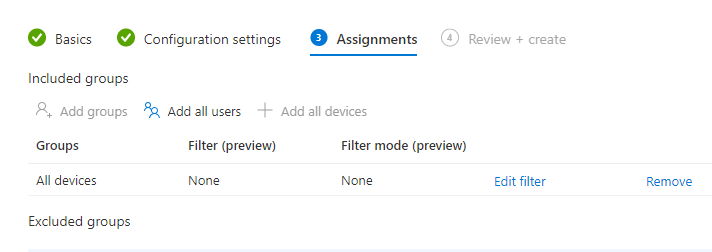 Basics Configuration settings 3 Assignments 4 Review + create
Included groups
Add groups Add all users Add all devices
Groups Filter (preview) Filter mode (preview)
All devices None None Edit filter Remove
Excluded groups